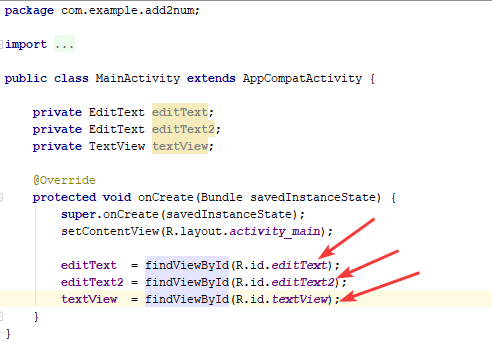 package com.example.add2num;
import ...
public class MainActivity extends AppCompatActivity {
private EditText editText;
private EditText editText2;
private TextView textView;
@Override
protected void onCreate(Bundle savedInstanceState) {
super.onCreate(savedInstanceState);
setContentView(R.layout.activity_main);
editText = findViewById(R.id.editText);
editText2 = findViewById(R.id.editText2);
textView = findViewById(R.id.textView);
}
}